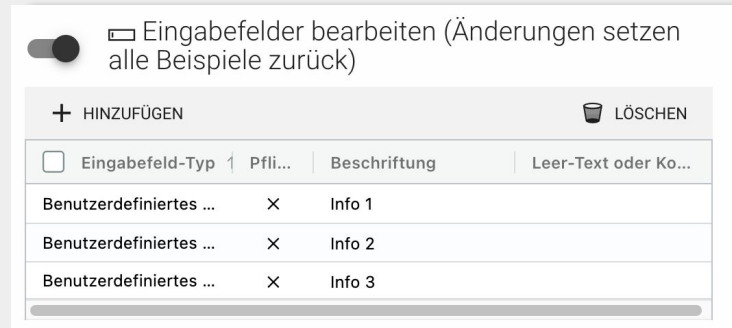 Eingabefelder bearbeiten (Änderungen setzen
alle Beispiele zurück)
+ HINZUFÜGEN LÖSCHEN
Eingabefeld-Typ Pfli... Beschriftung Leer-Text oder Ko...
Benutzerdefiniertes ... × Info 1
Benutzerdefiniertes ... × Info 2
Benutzerdefiniertes ... × Info 3